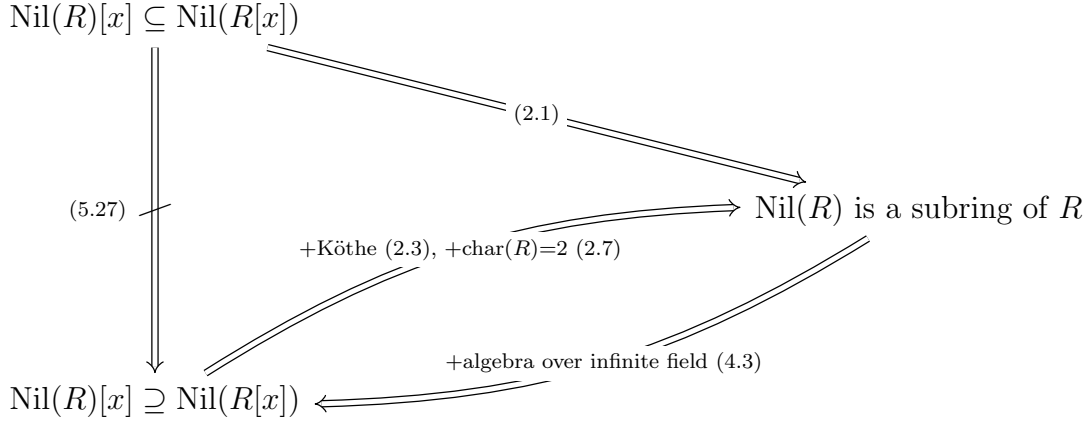 Nil(R)[x] ⊆ Nil(R[x])
(2.1)
(5.27)
Nil(R) is a subring of R
+Köthe (2.3), +char(R)=2 (2.7)
+algebra over infinite field (4.3)
Nil(R)[x] ⊇ Nil(R[x])